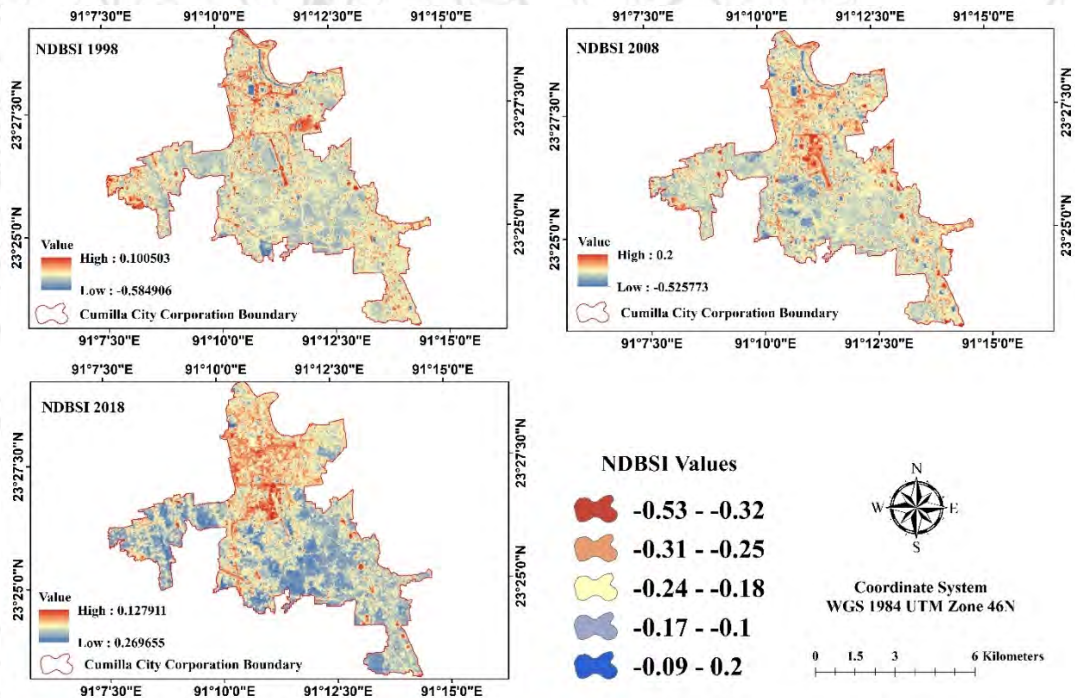 91°7'30"E 91°10'0"E 91°12'30"E 91°15'0"E
NDBSI 1998
23°27'30"N
23°25'0"N
Value
High : 0.100503
Low : -0.584906
Cumilla City Corporation Boundary
23°27'30"N
23°25'0"N
91°7'30"E 91°10'0"E 91°12'30"E 91°15'0"E
91°7'30"E 91°10'0"E 91°12'30"E 91°15'0"E
NDBSI 2008
23°27'30"N
23°25'0"N
Value
High : 0.2
Low : -0.525773
Cumilla City Corporation Boundary
23°27'30"N
23°25'0"N
91°7'30"E 91°10'0"E 91°12'30"E 91°15'0"E
91°7'30"E 91°10'0"E 91°12'30"E 91°15'0"E
NDBSI 2018
23°27'30"N
23°25'0"N
Value
High : 0.127911
Low : 0.269655
Cumilla City Corporation Boundary
23°27'30"N
23°25'0"N
91°7'30"E 91°10'0"E 91°12'30"E 91°15'0"E
NDBSI Values
-0.53 - -0.32
-0.31 - -0.25
-0.24 - -0.18
-0.17 - -0.1
-0.09 - 0.2
N
W E
S
Coordinate System
WGS 1984 UTM Zone 46N
0 1.5 3 6 Kilometers